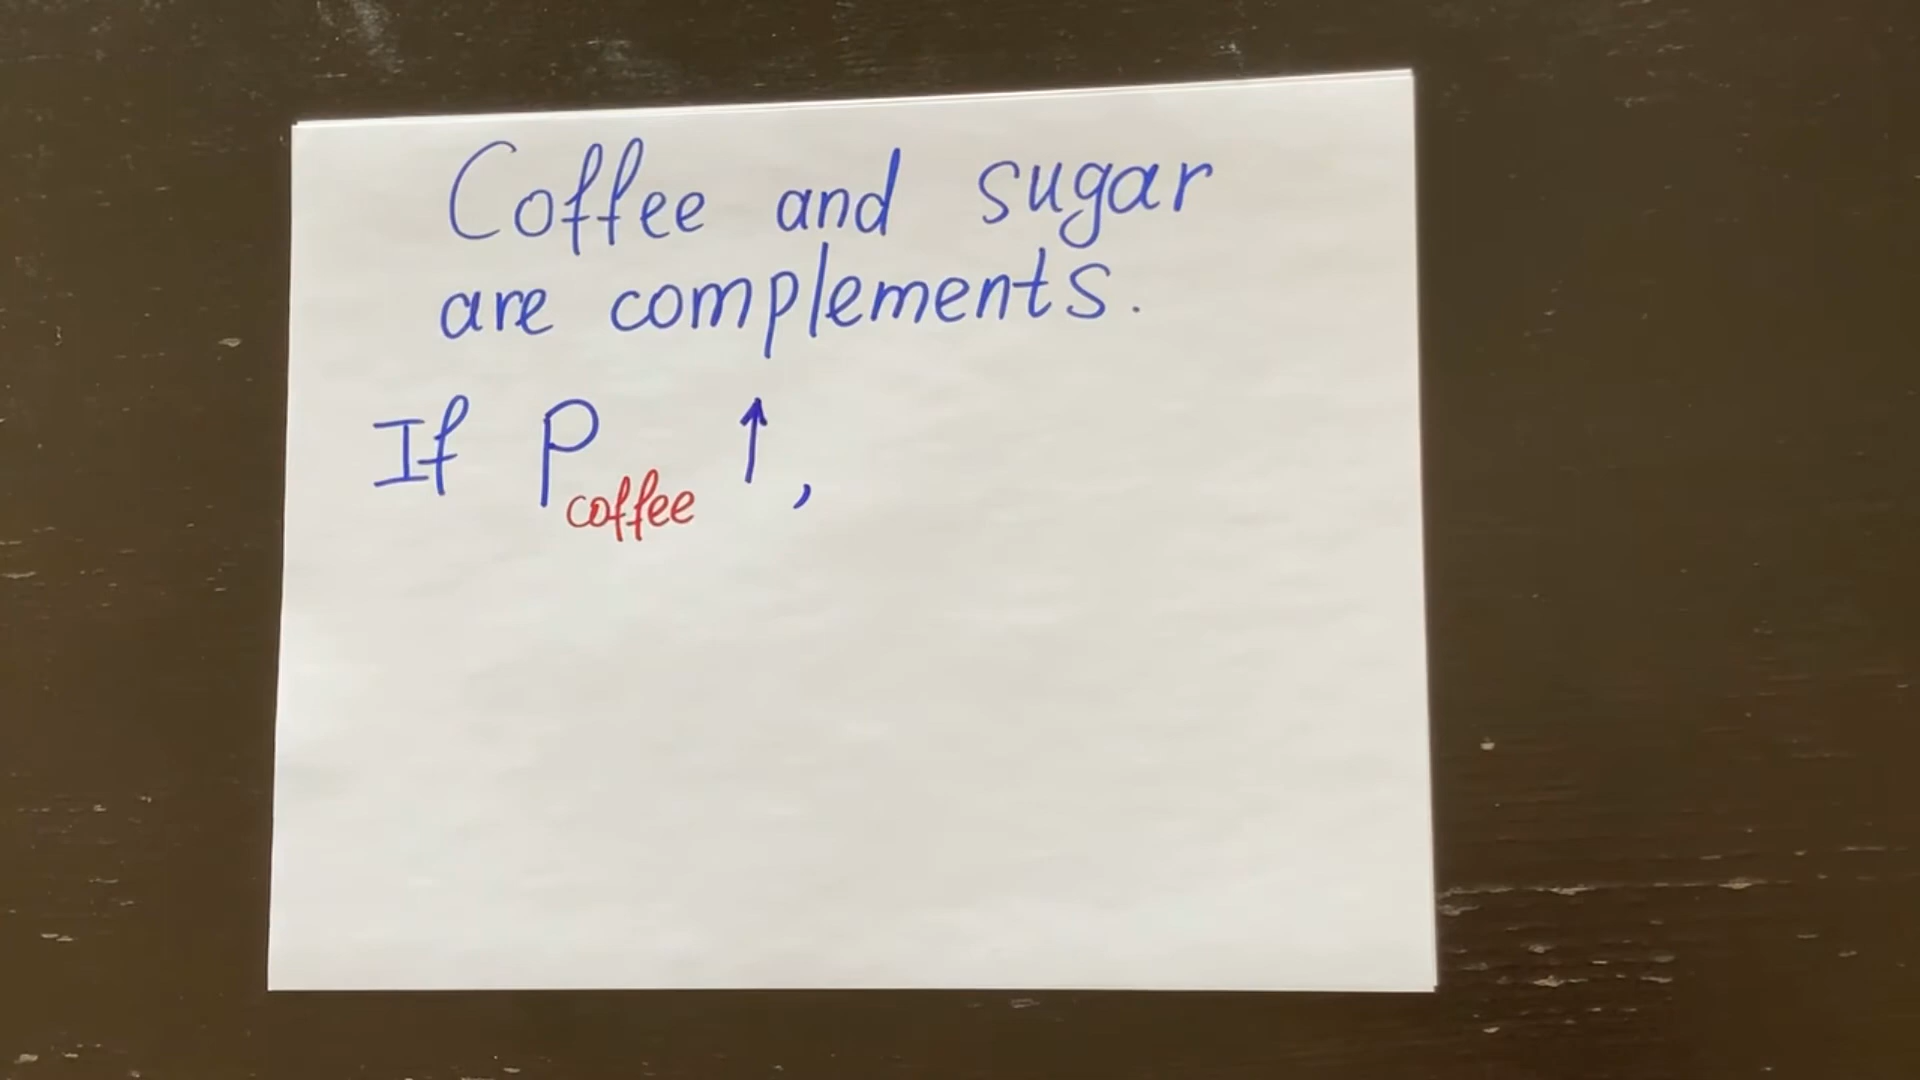 Coffee and sugar
are complements.
If P coffee ↑,